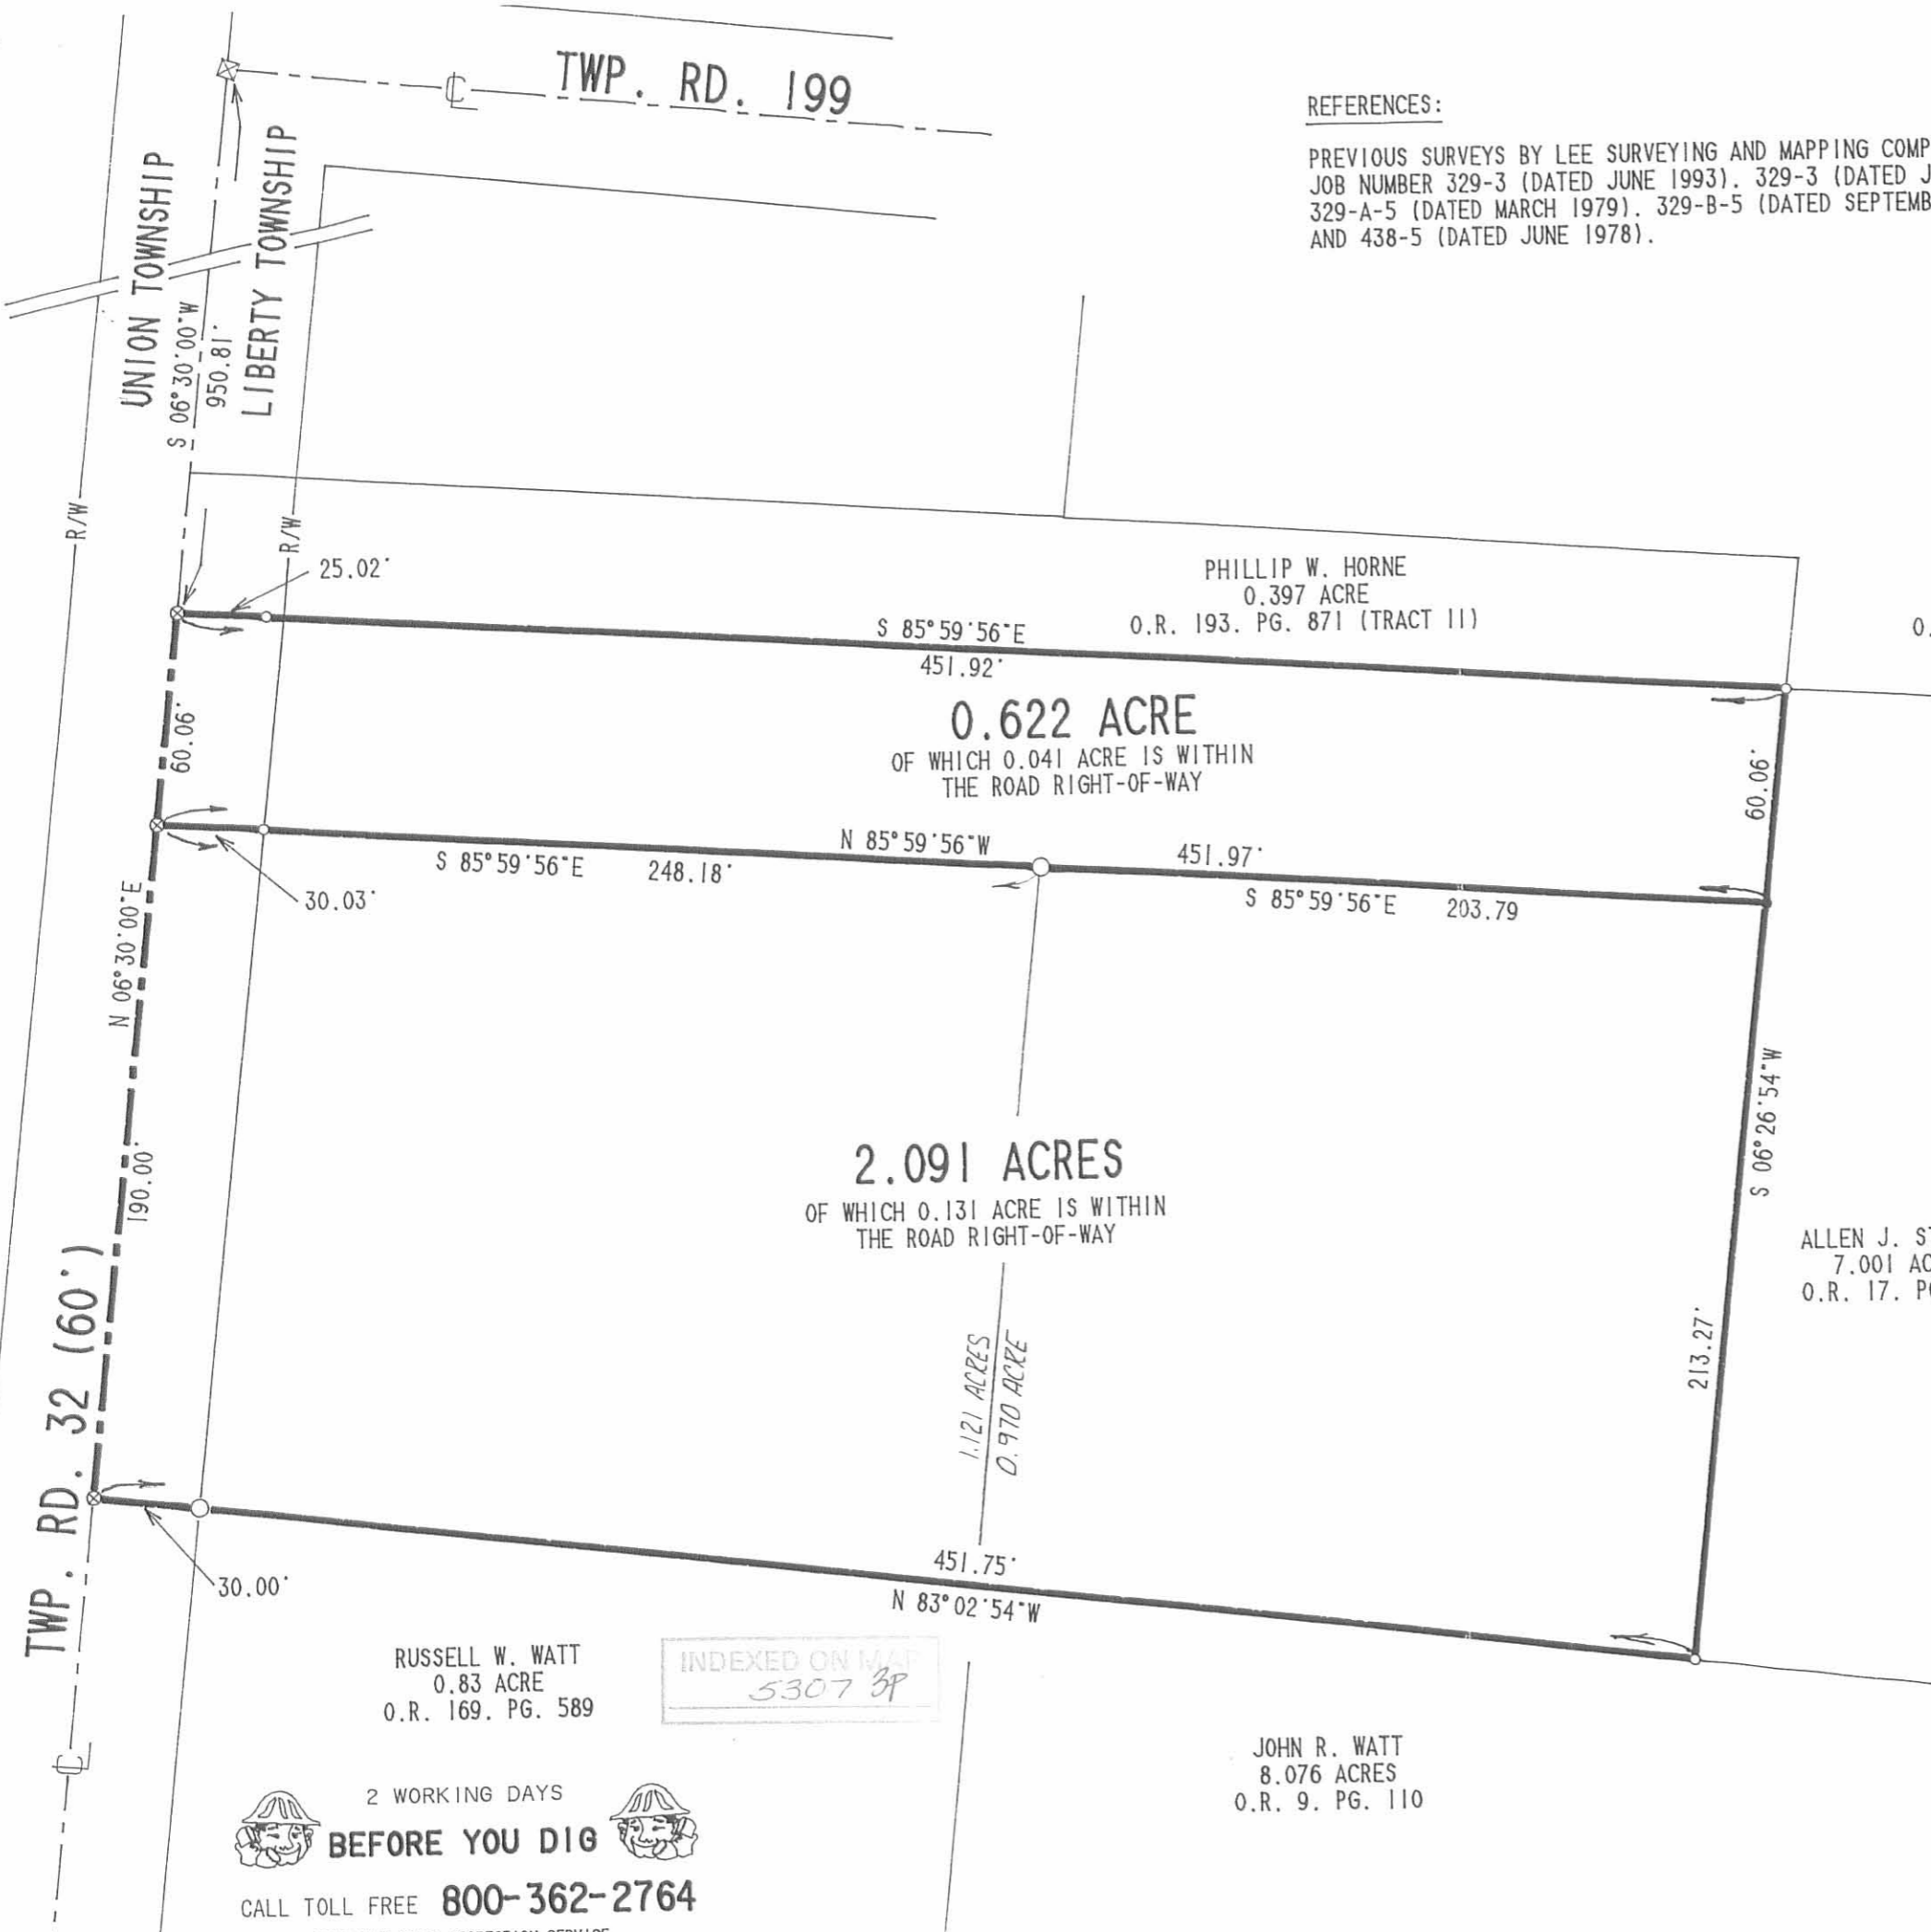 TWP. RD. 199
REFERENCES:
PREVIOUS SURVEYS BY LEE SURVEYING AND MAPPING COMP
JOB NUMBER 329-3 (DATED JUNE 1993). 329-3 (DATED J
329-A-5 (DATED MARCH 1979). 329-B-5 (DATED SEPTEMB
AND 438-5 (DATED JUNE 1978).
UNION TOWNSHIP
S 06°30'00"W
950.81'
LIBERTY TOWNSHIP
R/W
R/W
25.02'
PHILLIP W. HORNE
0.397 ACRE
O.R. 193. PG. 871 (TRACT II)
O.
S 85°59'56"E
451.92'
0.622 ACRE
OF WHICH 0.041 ACRE IS WITHIN
THE ROAD RIGHT-OF-WAY
60.06'
60.06'
N 85°59'56"W
451.97'
S 85°59'56"E 248.18'
S 85°59'56"E 203.79
30.03'
N 06°30'00"E
190.00'
2.091 ACRES
OF WHICH 0.131 ACRE IS WITHIN
THE ROAD RIGHT-OF-WAY
S 06°26'54"W
213.27'
ALLEN J. ST
7.001 AC
O.R. 17. P
1.121 ACRES
0.970 ACRE
TWP. RD. 32 (60')
30.00'
451.75'
N 83°02'54"W
RUSSELL W. WATT
0.83 ACRE
O.R. 169. PG. 589
INDEXED ON MAP
5307 3P
JOHN R. WATT
8.076 ACRES
O.R. 9. PG. 110
2 WORKING DAYS
BEFORE YOU DIG
CALL TOLL FREE 800-362-2764